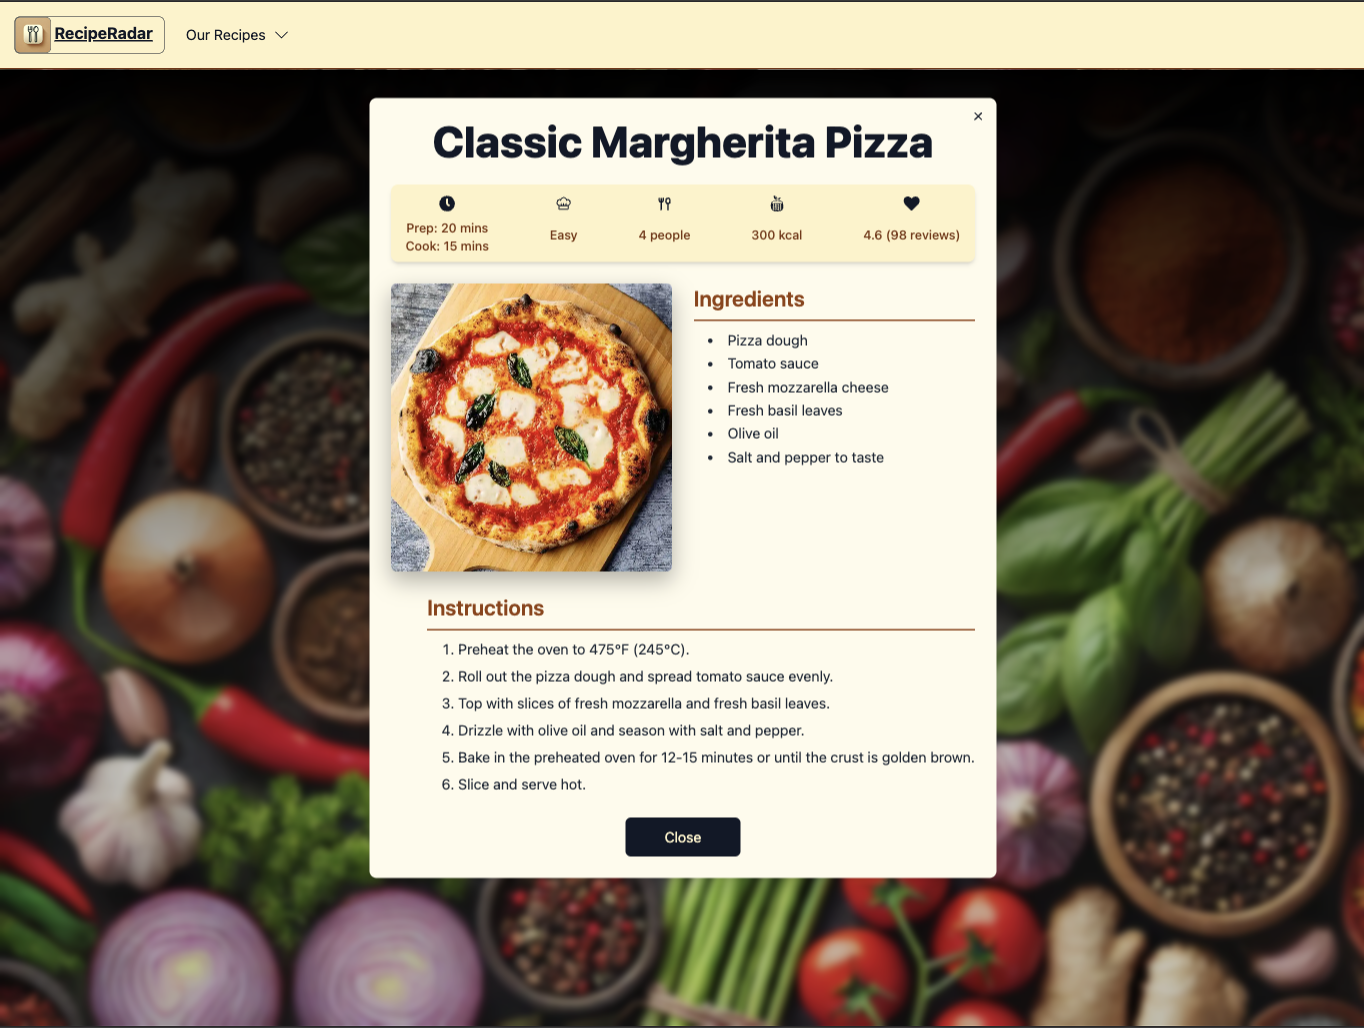 RecipeRadar
Our Recipes
×
Classic Margherita Pizza
Prep: 20 mins
Cook: 15 mins
Easy
4 people
300 kcal
4.6 (98 reviews)
Ingredients
• Pizza dough
• Tomato sauce
• Fresh mozzarella cheese
• Fresh basil leaves
• Olive oil
• Salt and pepper to taste
Instructions
1. Preheat the oven to 475°F (245°C).
2. Roll out the pizza dough and spread tomato sauce evenly.
3. Top with slices of fresh mozzarella and fresh basil leaves.
4. Drizzle with olive oil and season with salt and pepper.
5. Bake in the preheated oven for 12-15 minutes or until the crust is golden brown.
6. Slice and serve hot.
Close